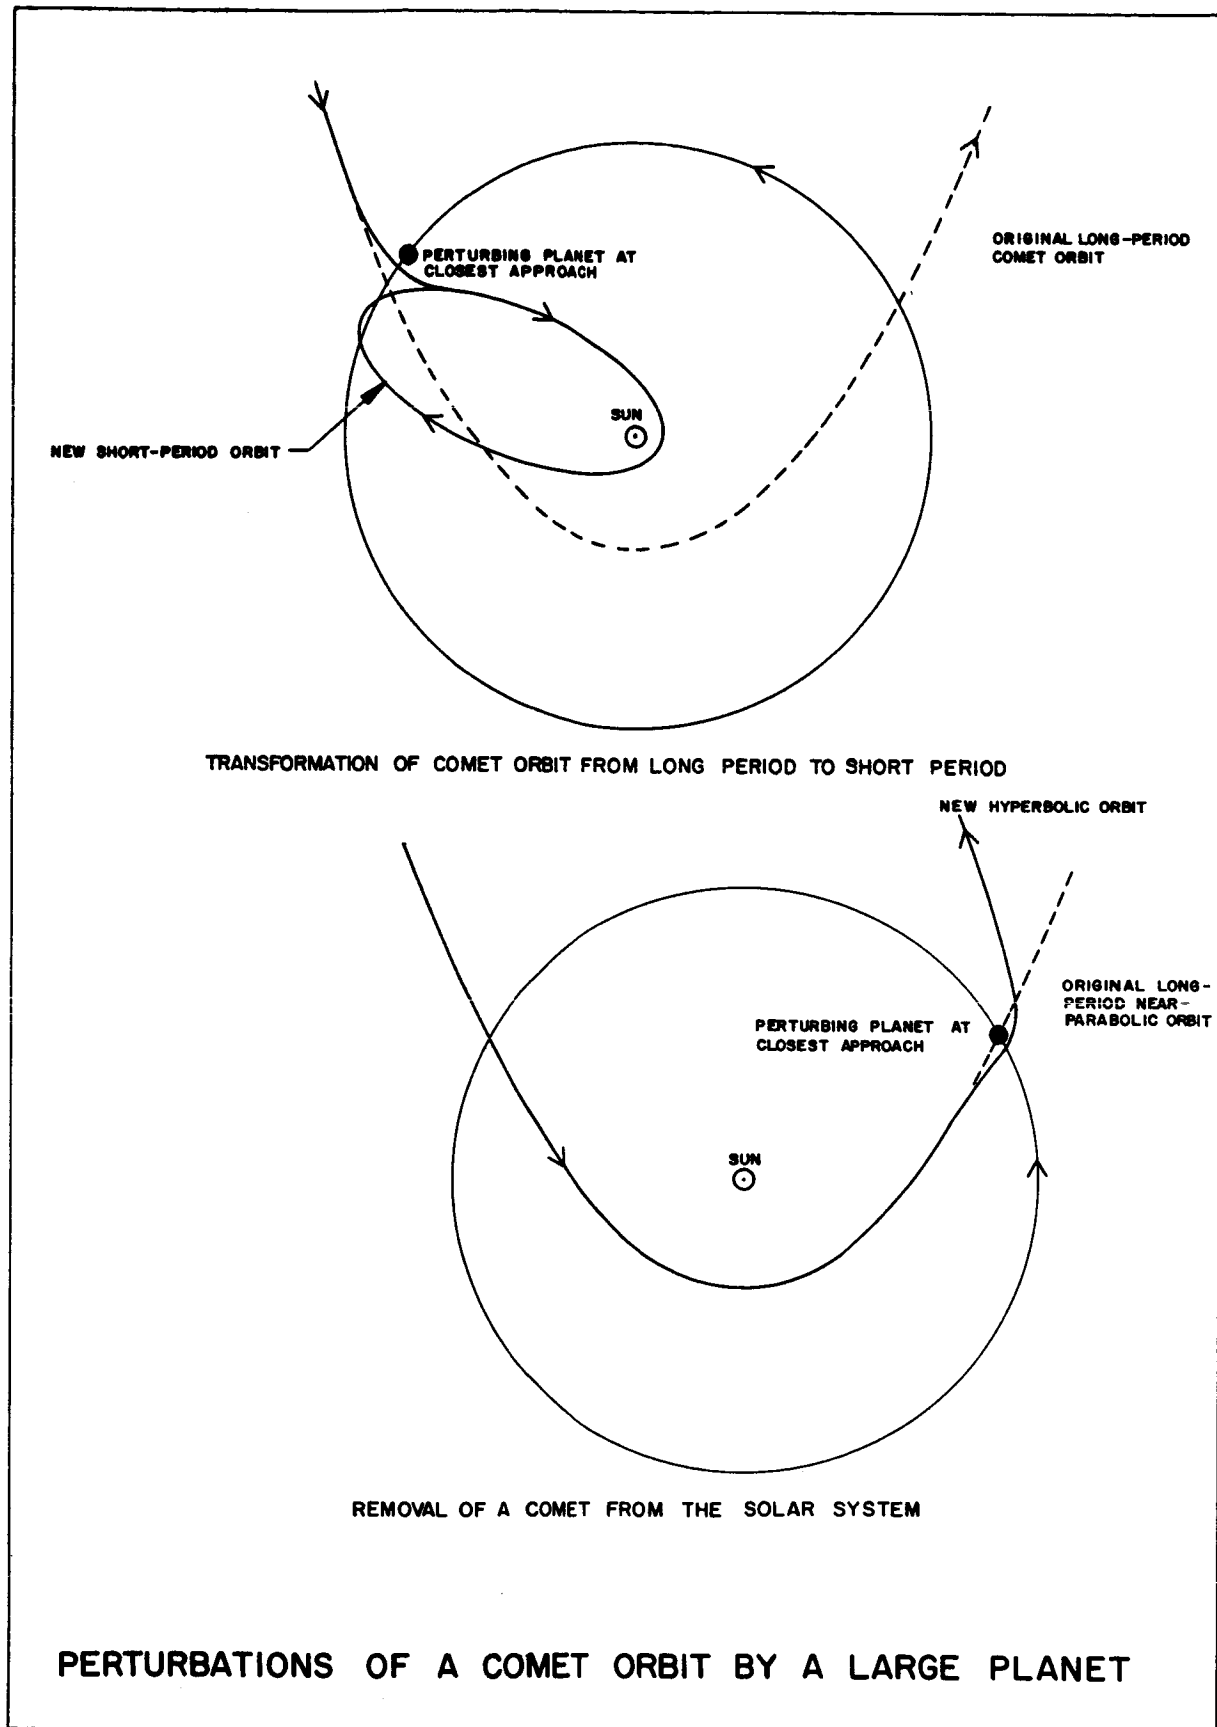 PERTURBING PLANET AT
CLOSEST APPROACH
ORIGINAL LONG-PERIOD
COMET ORBIT
SUN
NEW SHORT-PERIOD ORBIT
TRANSFORMATION OF COMET ORBIT FROM LONG PERIOD TO SHORT PERIOD
NEW HYPERBOLIC ORBIT
ORIGINAL LONG-
PERIOD NEAR-
PARABOLIC ORBIT
PERTURBING PLANET AT
CLOSEST APPROACH
SUN
REMOVAL OF A COMET FROM THE SOLAR SYSTEM
PERTURBATIONS OF A COMET ORBIT BY A LARGE PLANET